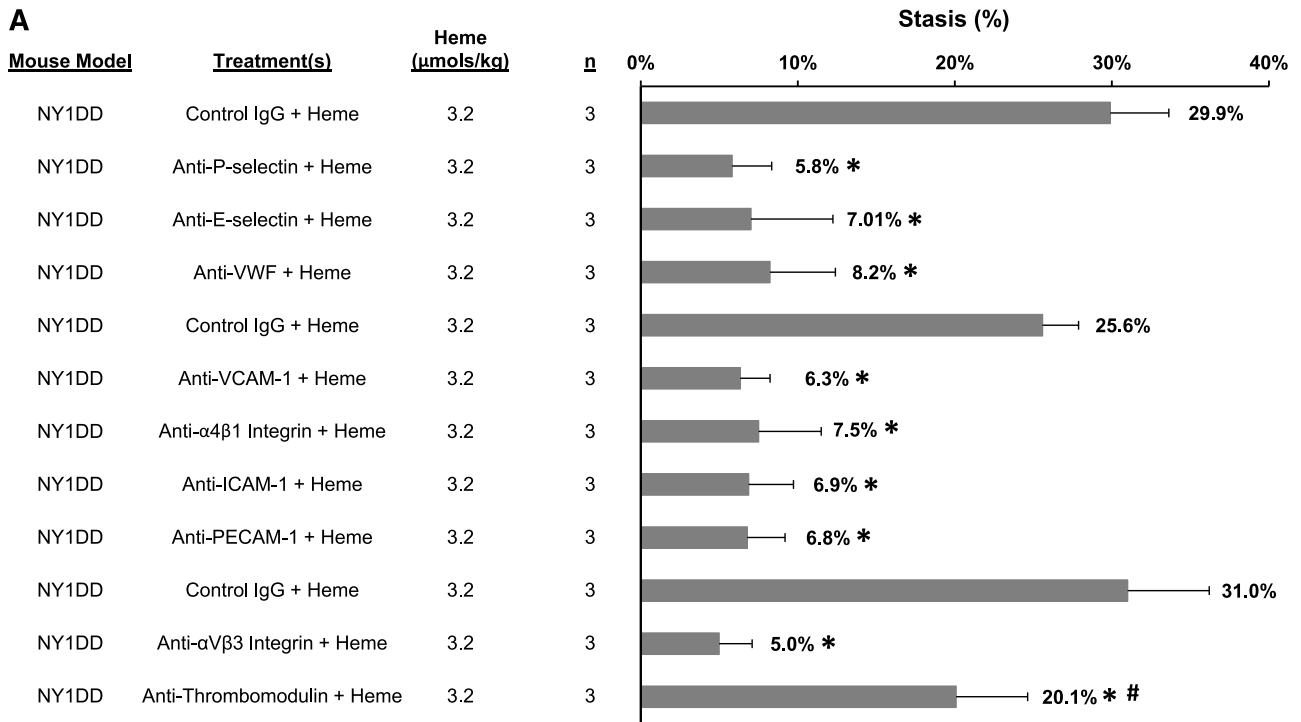 A
Stasis (%)
Heme
Mouse Model Treatment(s) (μmols/kg) n 0% 10% 20% 30% 40%
NY1DD Control IgG + Heme 3.2 3 29.9%
NY1DD Anti-P-selectin + Heme 3.2 3 5.8% *
NY1DD Anti-E-selectin + Heme 3.2 3 7.01% *
NY1DD Anti-VWF + Heme 3.2 3 8.2% *
NY1DD Control IgG + Heme 3.2 3 25.6%
NY1DD Anti-VCAM-1 + Heme 3.2 3 6.3% *
NY1DD Anti-α4β1 Integrin + Heme 3.2 3 7.5% *
NY1DD Anti-ICAM-1 + Heme 3.2 3 6.9% *
NY1DD Anti-PECAM-1 + Heme 3.2 3 6.8% *
NY1DD Control IgG + Heme 3.2 3 31.0%
NY1DD Anti-αVβ3 Integrin + Heme 3.2 3 5.0% *
NY1DD Anti-Thrombomodulin + Heme 3.2 3 20.1% * #